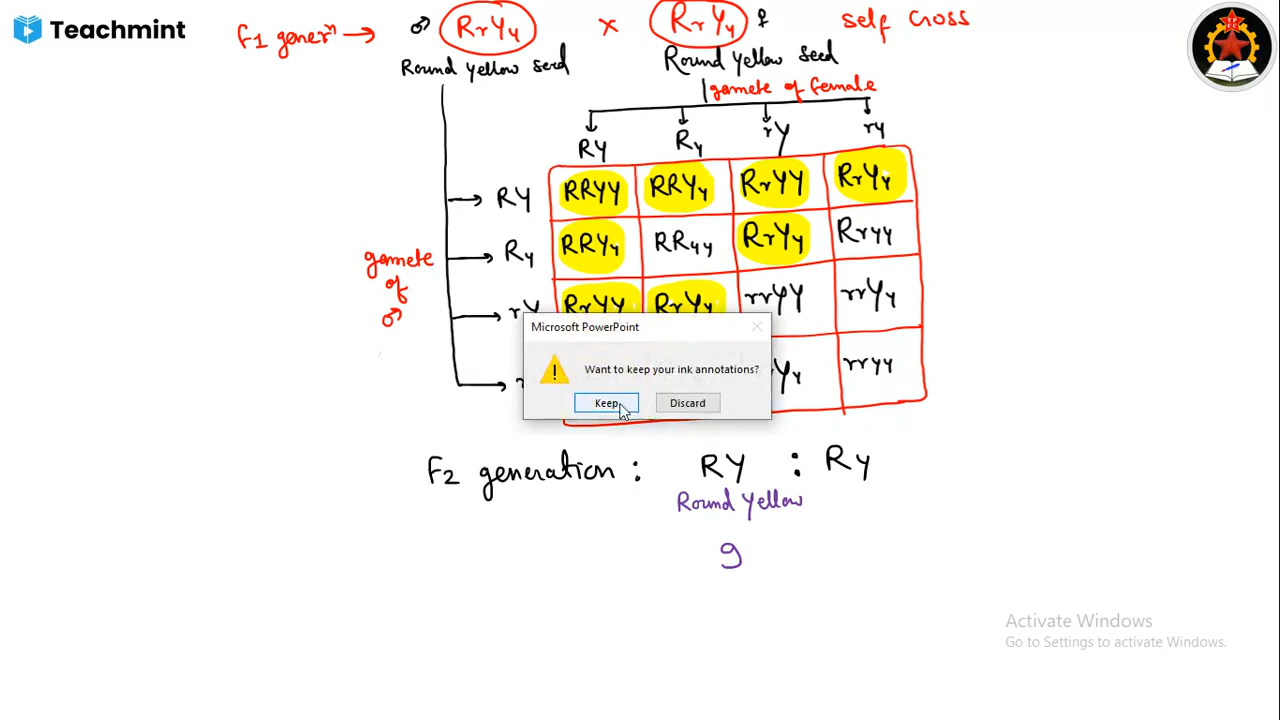 Teachmint
F1 generⁿ → ♂ RrYy × RrYy ♀ self cross
Round yellow seed Round yellow seed
gamete of female
RY Ry rY ry
RY RRYY RRYy RrYY RrYy
Ry RRYy RRyy RrYy Rryy
gamete of ♂
rY RrYY RrYy rrYY rrYy
rryy
Microsoft PowerPoint
Want to keep your ink annotations?
Keep Discard
F2 generation : RY : Ry
Round Yellow
9
Activate Windows
Go to Settings to activate Windows.